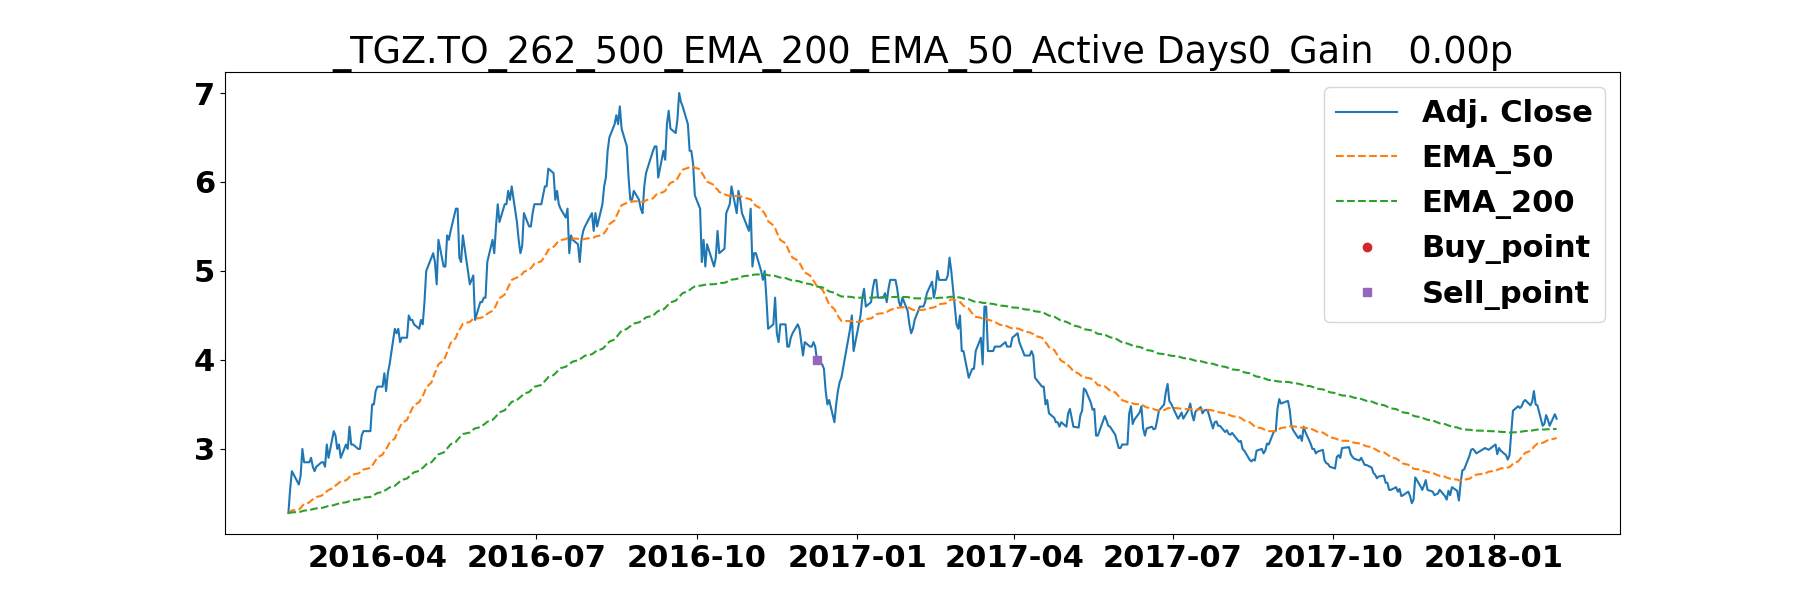 _TGZ.TO_262_500_EMA_200_EMA_50_Active Days0_Gain   0.00p
7
6
5
4
3
Adj. Close
EMA_50
EMA_200
Buy_point
Sell_point
2016-04 2016-07 2016-10 2017-01 2017-04 2017-07 2017-10 2018-01